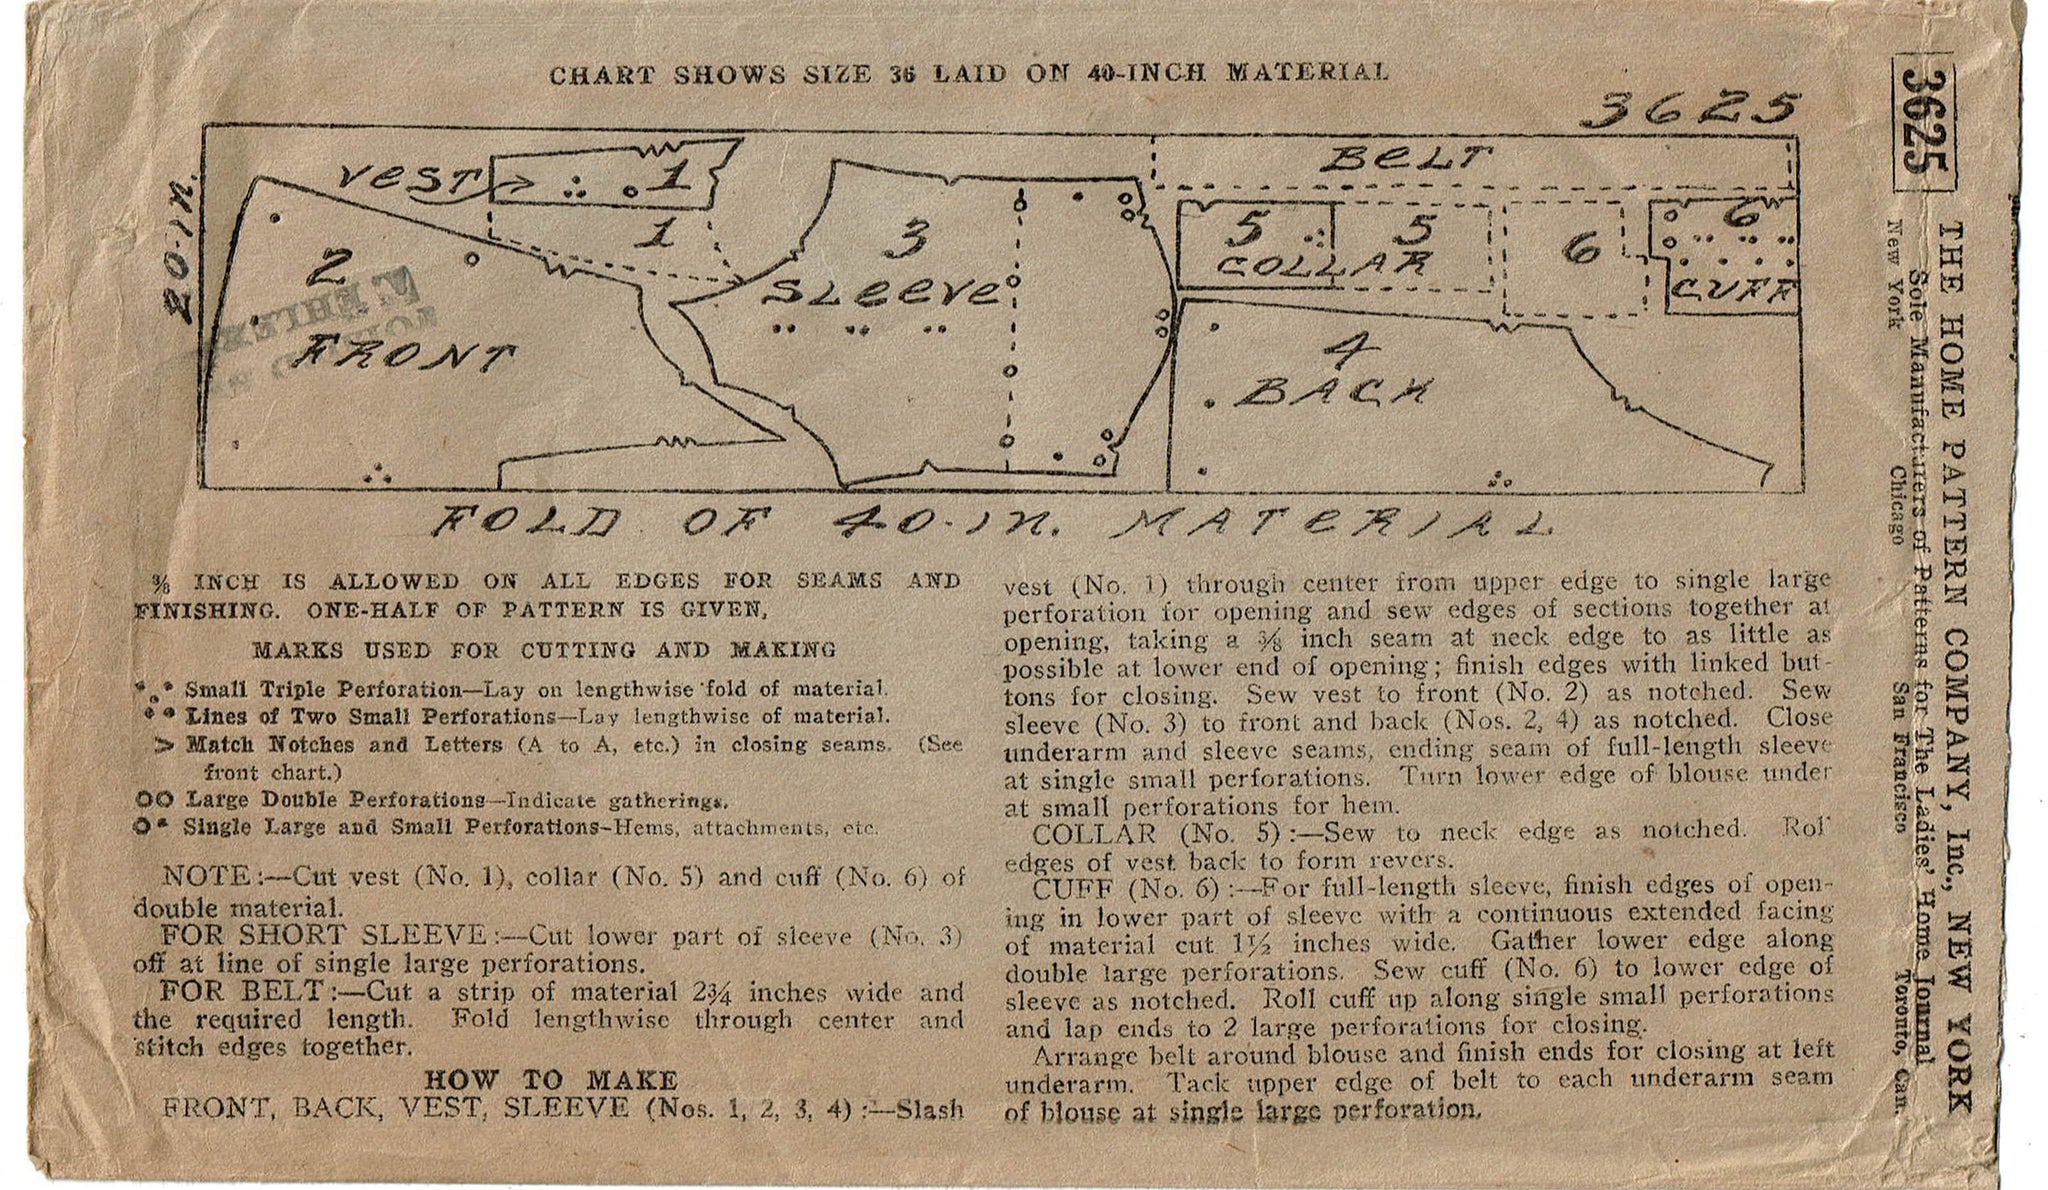 CHART SHOWS SIZE 36 LAID ON 40-INCH MATERIAL
3625
VEST
1
BELT
20-IN.
2
1
3
5
5
6
6
SLEEVE
COLLAR
CUFF
FRONT
4
BACK
FOLD OF 40-IN. MATERIAL
⅜ INCH IS ALLOWED ON ALL EDGES FOR SEAMS AND
FINISHING. ONE-HALF OF PATTERN IS GIVEN,
MARKS USED FOR CUTTING AND MAKING
Small Triple Perforation—Lay on lengthwise fold of material.
Lines of Two Small Perforations—Lay lengthwise of material.
> Match Notches and Letters (A to A, etc.) in closing seams. (See
front chart.)
Large Double Perforations—Indicate gatherings.
Single Large and Small Perforations—Hems, attachments, etc.
NOTE:—Cut vest (No. 1), collar (No. 5) and cuff (No. 6) of
double material.
FOR SHORT SLEEVE:—Cut lower part of sleeve (No. 3)
off at line of single large perforations.
FOR BELT:—Cut a strip of material 2¾ inches wide and
the required length. Fold lengthwise through center and
stitch edges together.
HOW TO MAKE
FRONT, BACK, VEST, SLEEVE (Nos. 1, 2, 3, 4):—Slash
vest (No. 1) through center from upper edge to single large
perforation for opening and sew edges of sections together at
opening, taking a ⅜ inch seam at neck edge to as little as
possible at lower end of opening; finish edges with linked but-
tons for closing. Sew vest to front (No. 2) as notched. Sew
sleeve (No. 3) to front and back (Nos. 2, 4) as notched. Close
underarm and sleeve seams, ending seam of full-length sleeve
at single small perforations. Turn lower edge of blouse under
at small perforations for hem.
COLLAR (No. 5):—Sew to neck edge as notched. Roll
edges of vest back to form revers.
CUFF (No. 6):—For full-length sleeve, finish edges of open-
ing in lower part of sleeve with a continuous extended facing
of material cut 1½ inches wide. Gather lower edge along
double large perforations. Sew cuff (No. 6) to lower edge of
sleeve as notched. Roll cuff up along single small perforations
and lap ends to 2 large perforations for closing.
Arrange belt around blouse and finish ends for closing at left
underarm. Tack upper edge of belt to each underarm seam
of blouse at single large perforation.
3625
THE HOME PATTERN COMPANY, Inc., NEW YORK
Sole Manufacturers of Patterns for The Ladies' Home Journal
New York Chicago San Francisco Toronto, Can.